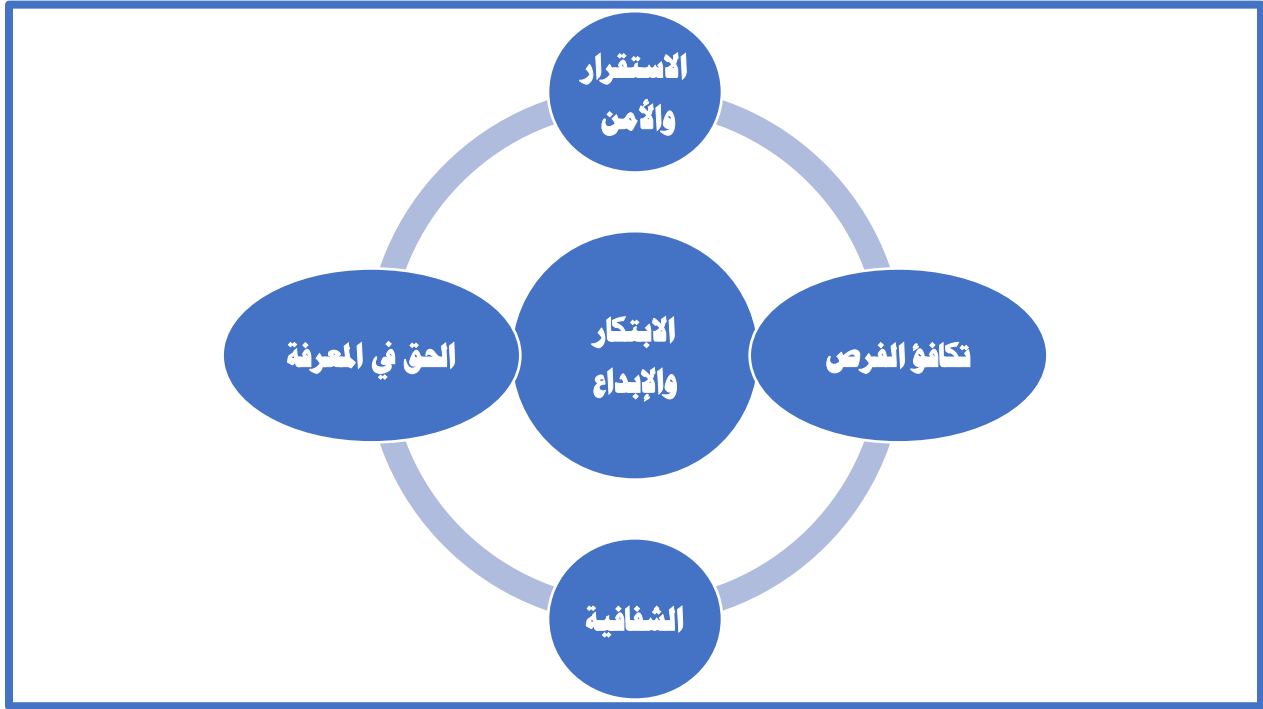 الاستقرار
والأمن
تكافؤ الفرص
الابتكار
والإبداع
الحق في المعرفة
الشفافية